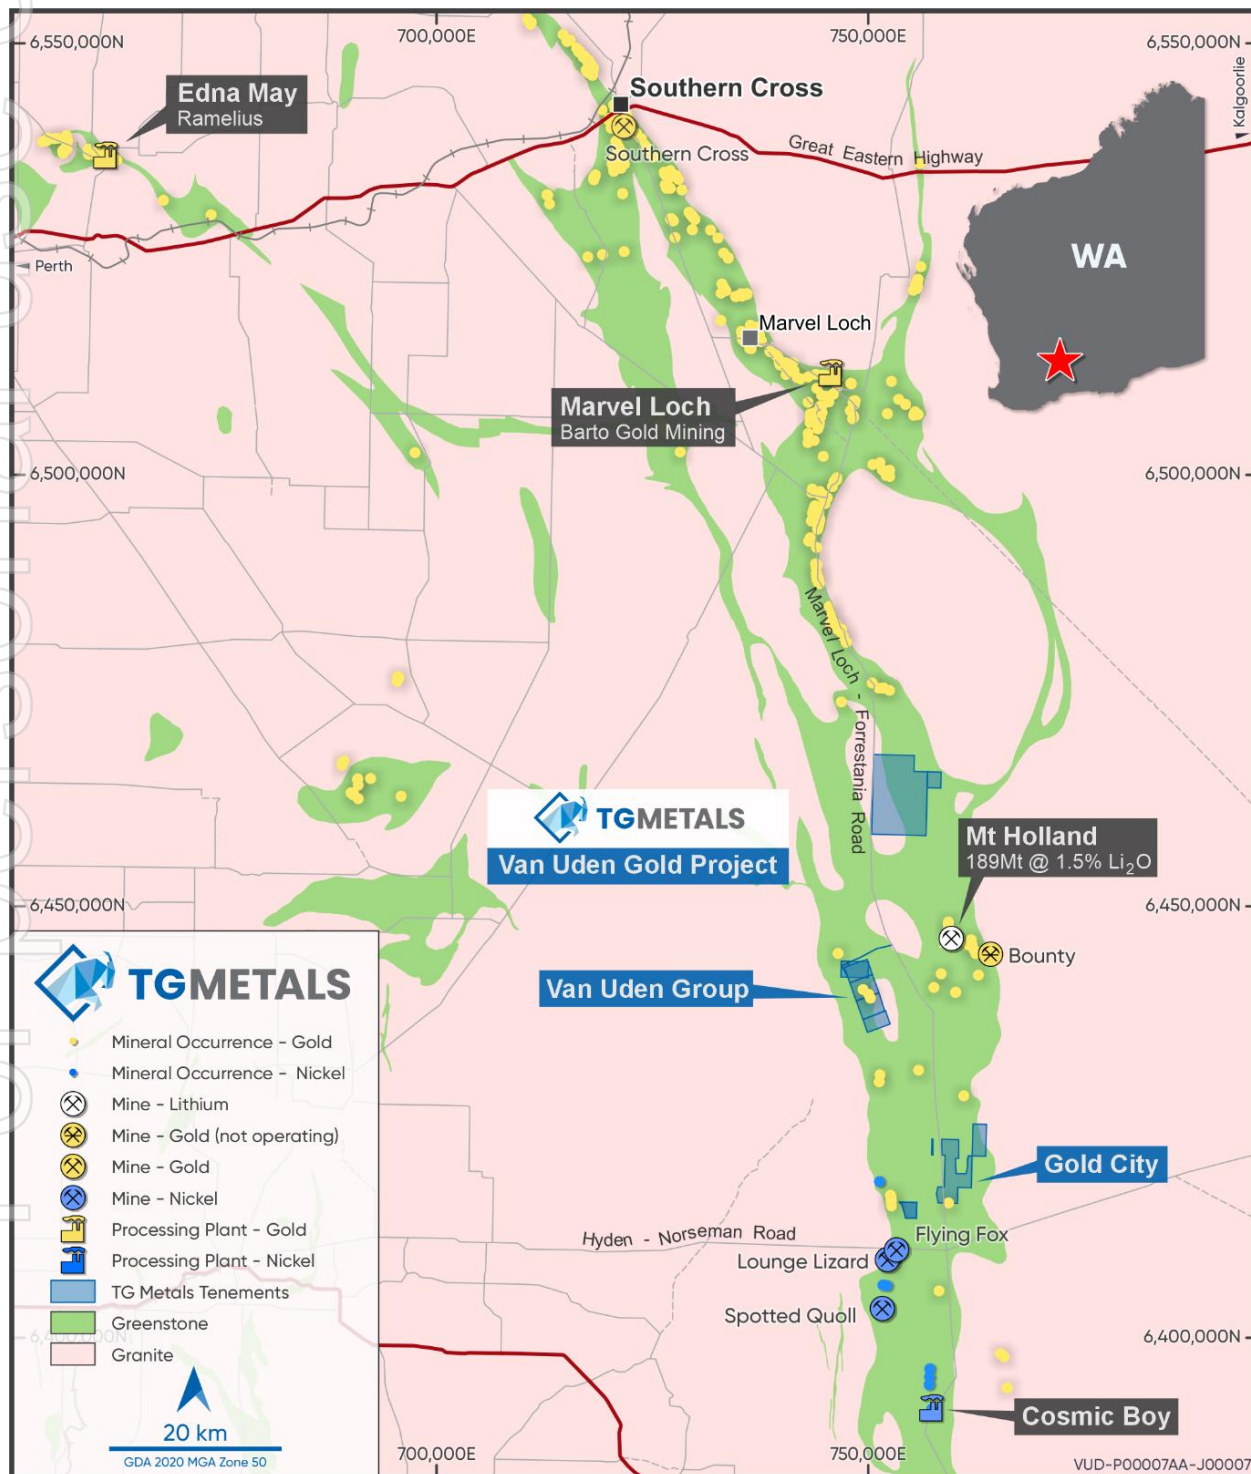 700,000E
750,000E
6,550,000N
6,550,000N
Kalgoorlie
Edna May
Ramelius
Southern Cross
Southern Cross
Great Eastern Highway
WA
Perth
Marvel Loch
Marvel Loch
Barto Gold Mining
6,500,000N
6,500,000N
Marvel Loch - Forrestania Road
TGMETALS
Van Uden Gold Project
Mt Holland
189Mt @ 1.5% Li₂O
6,450,000N
6,450,000N
Bounty
Van Uden Group
Gold City
Hyden - Norseman Road
Flying Fox
Lounge Lizard
Spotted Quoll
6,400,000N
6,400,000N
Cosmic Boy
TGMETALS
Mineral Occurrence - Gold
Mineral Occurrence - Nickel
Mine - Lithium
Mine - Gold (not operating)
Mine - Gold
Mine - Nickel
Processing Plant - Gold
Processing Plant - Nickel
TG Metals Tenements
Greenstone
Granite
20 km
GDA 2020 MGA Zone 50
700,000E
750,000E
VUD-P00007AA-J00007